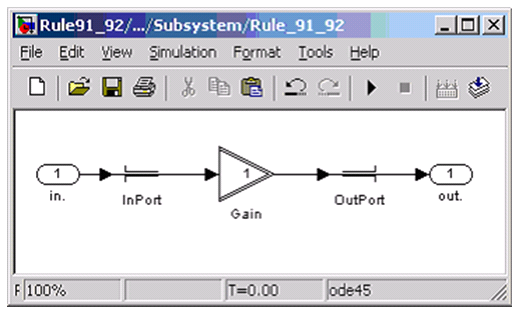 Rule91_92/.../Subsystem/Rule_91_92
File Edit View Simulation Format Tools Help
1 1 1
in. InPort Gain OutPort out.
F 100% T=0.00 ode45